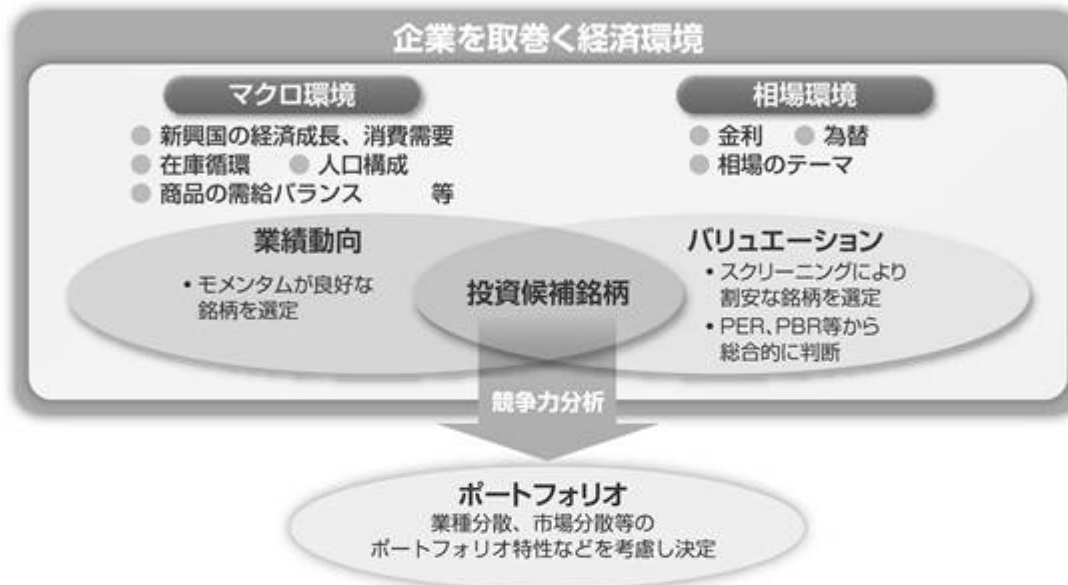 企業を取巻く経済環境
マクロ環境
新興国の経済成長、消費需要
在庫循環 人口構成
商品の需給バランス 等
相場環境
金利 為替
相場のテーマ
業績動向
・モメンタムが良好な
銘柄を選定
投資候補銘柄
バリュエーション
・スクリーニングにより
割安な銘柄を選定
・PER、PBR等から
総合的に判断
競争力分析
ポートフォリオ
業種分散、市場分散等の
ポートフォリオ特性などを考慮し決定